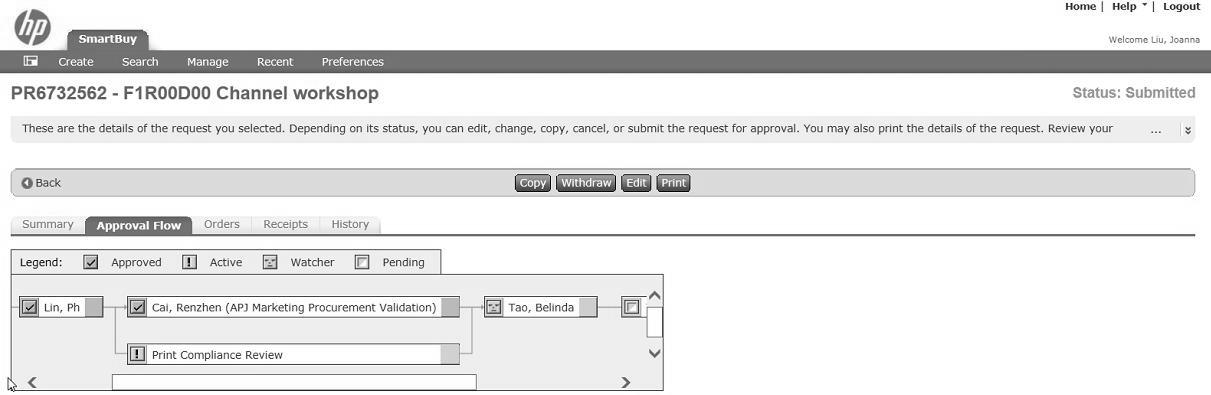 Home | Help | Logout
hp
SmartBuy
Welcome Liu, Joanna
Create Search Manage Recent Preferences
PR6732562 - F1R00D00 Channel workshop
Status: Submitted
These are the details of the request you selected. Depending on its status, you can edit, change, copy, cancel, or submit the request for approval. You may also print the details of the request. Review your ...
Back Copy Withdraw Edit Print
Summary Approval Flow Orders Receipts History
Legend: Approved Active Watcher Pending
Lin, Ph Cai, Renzhen (APJ Marketing Procurement Validation) Tao, Belinda
Print Compliance Review